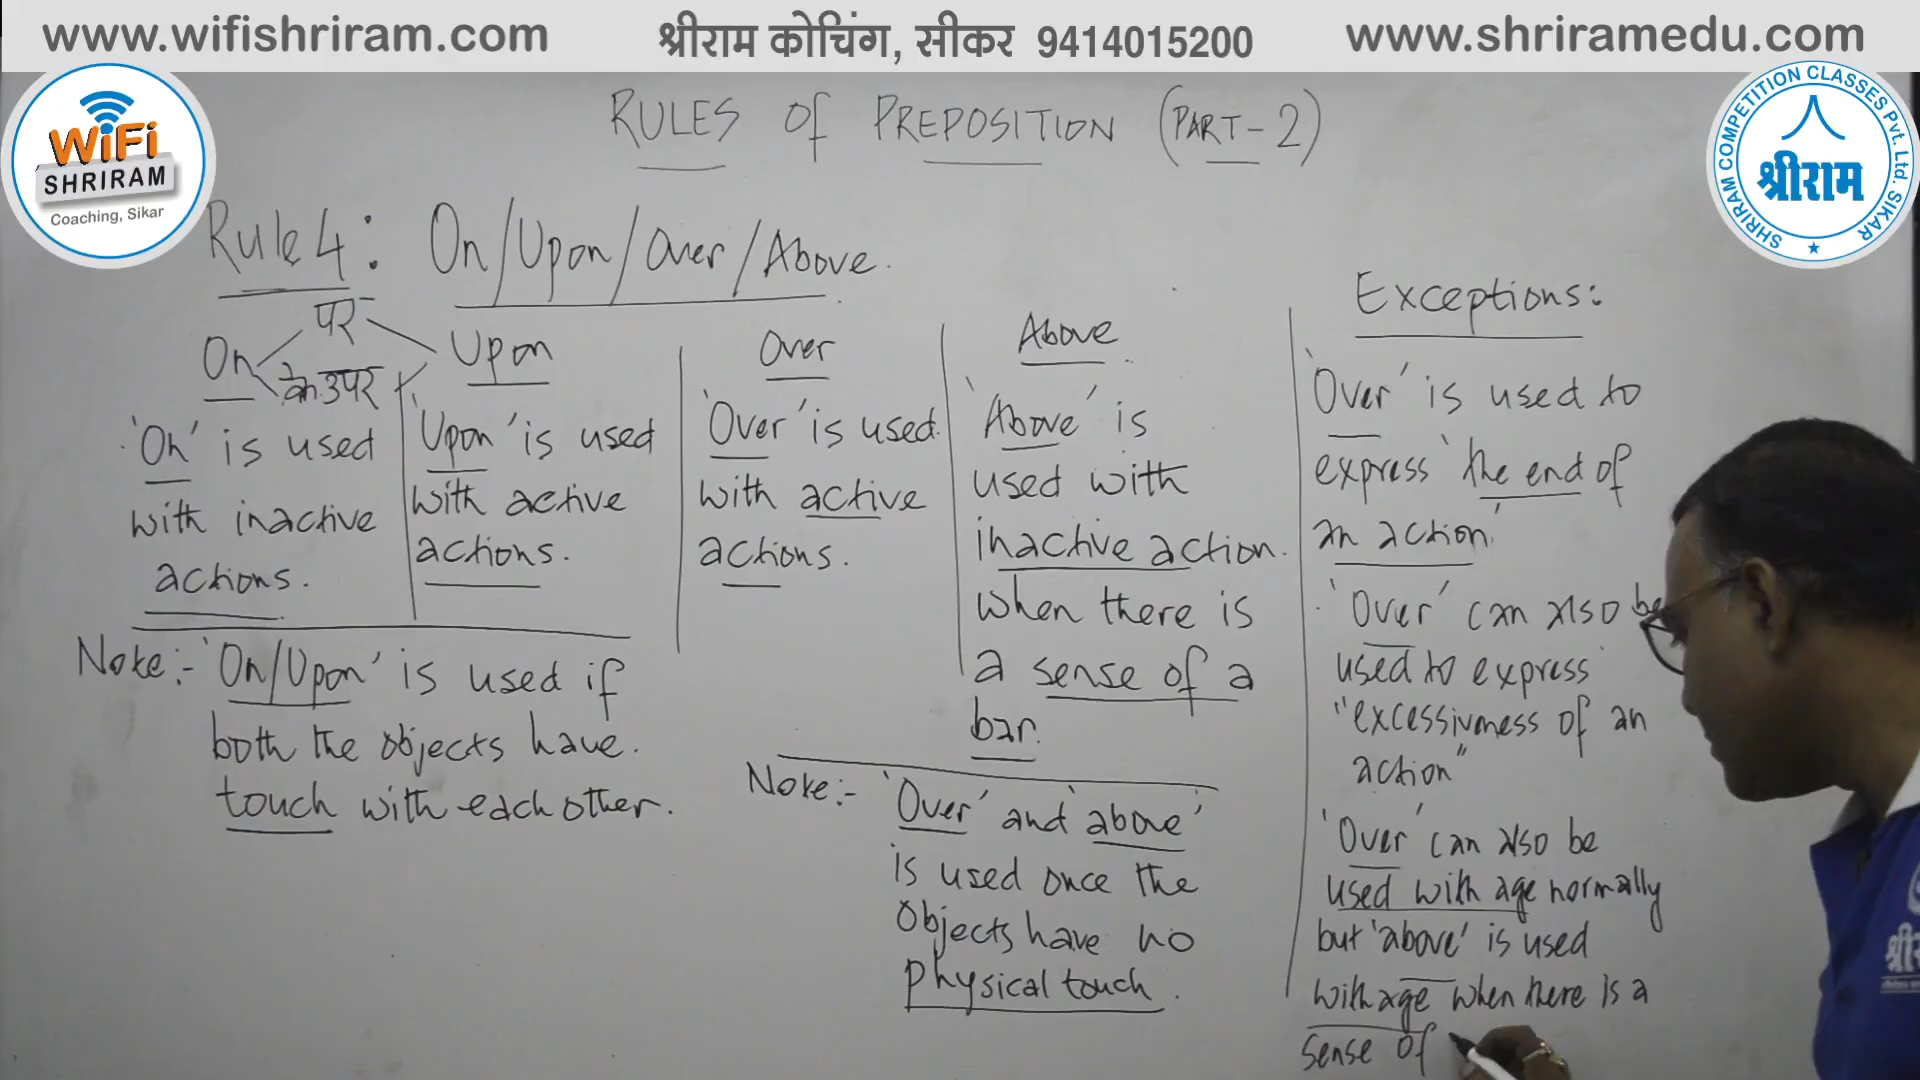 www.wifishriram.com
श्रीराम कोचिंग, सीकर 9414015200
www.shriramedu.com
WiFi
SHRIRAM
Coaching, Sikar
SHRIRAM COMPETITION CLASSES Pvt. Ltd. SIKAR
श्रीराम
RULES Of PREPOSITION (PART-2)
Rule 4: On/Upon/Over/Above.
पर
On
के उपर
Upon
'On' is used
with inactive
actions.
'Upon' is used
with active
actions.
Note:- 'On/Upon' is used if
both the objects have
touch with each other.
Over
'Over' is used
with active
actions.
Above
'Above' is
used with
inactive action.
when there is
a sense of a
bar.
Note:- 'Over' and 'above'
is used once the
objects have no
physical touch.
Exceptions:
'Over' is used to
express 'the end of
an action'
'Over' can also be
used to express
"excessivness of an
action"
'Over' can also be
used with age normally
but 'above' is used
with age when there is a
sense of